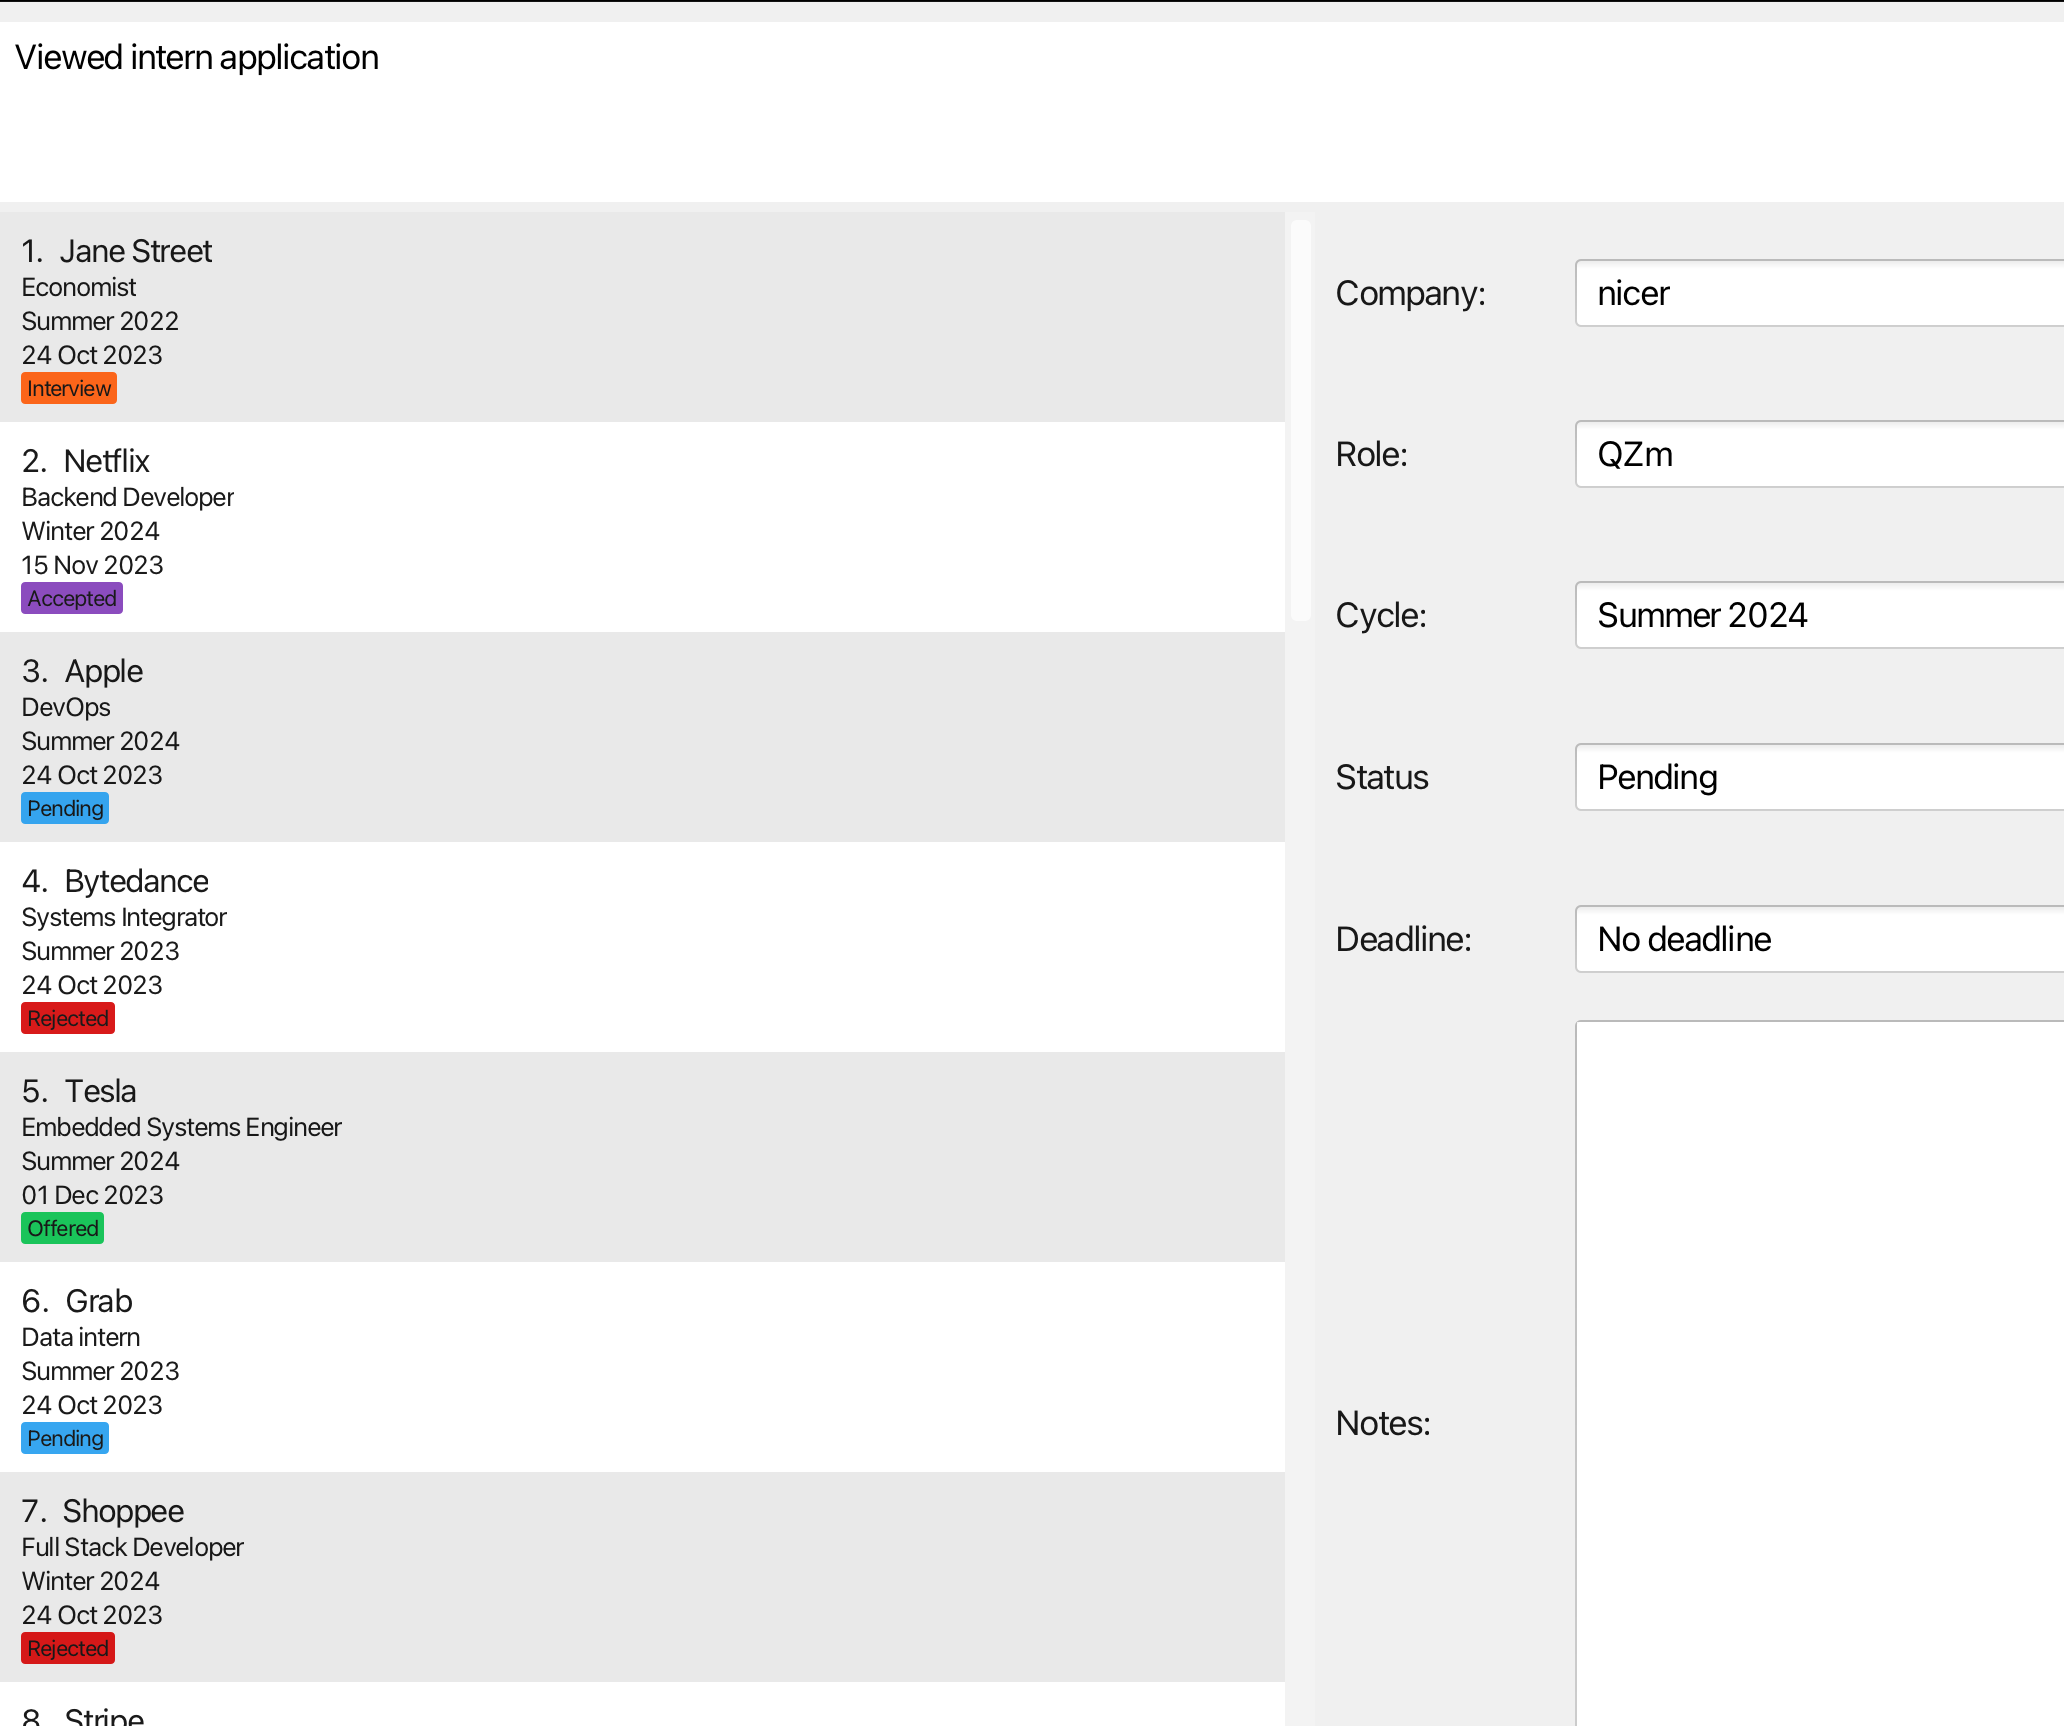 Viewed intern application
1. Jane Street
Economist
Summer 2022
24 Oct 2023
Interview
2. Netflix
Backend Developer
Winter 2024
15 Nov 2023
Accepted
3. Apple
DevOps
Summer 2024
24 Oct 2023
Pending
4. Bytedance
Systems Integrator
Summer 2023
24 Oct 2023
Rejected
5. Tesla
Embedded Systems Engineer
Summer 2024
01 Dec 2023
Offered
6. Grab
Data intern
Summer 2023
24 Oct 2023
Pending
7. Shoppee
Full Stack Developer
Winter 2024
24 Oct 2023
Rejected
8. Stripe
Company: nicer
Role: QZm
Cycle: Summer 2024
Status Pending
Deadline: No deadline
Notes: